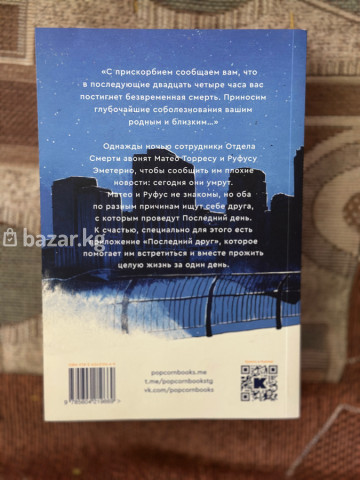 «С прискорбием сообщаем вам, что
в последующие двадцать четыре часа вас
постигнет безвременная смерть. Приносим
глубочайшие соболезнования вашим
родным и близким...»
Однажды ночью сотрудники Отдела
Смерти звонят Матео Торресу и Руфусу
Эметерио, чтобы сообщить им плохие
новости: сегодня они умрут.
Матео и Руфус не знакомы, но оба
по разным причинам ищут себе друга,
с которым проведут Последний день.
К счастью, специально для этого есть
приложение «Последний друг», которое
помогает им встретиться и вместе прожить
целую жизнь за один день.
bazar.kg
popcornbooks.me
t.me/popcornbookstg
vk.com/popcornbooks